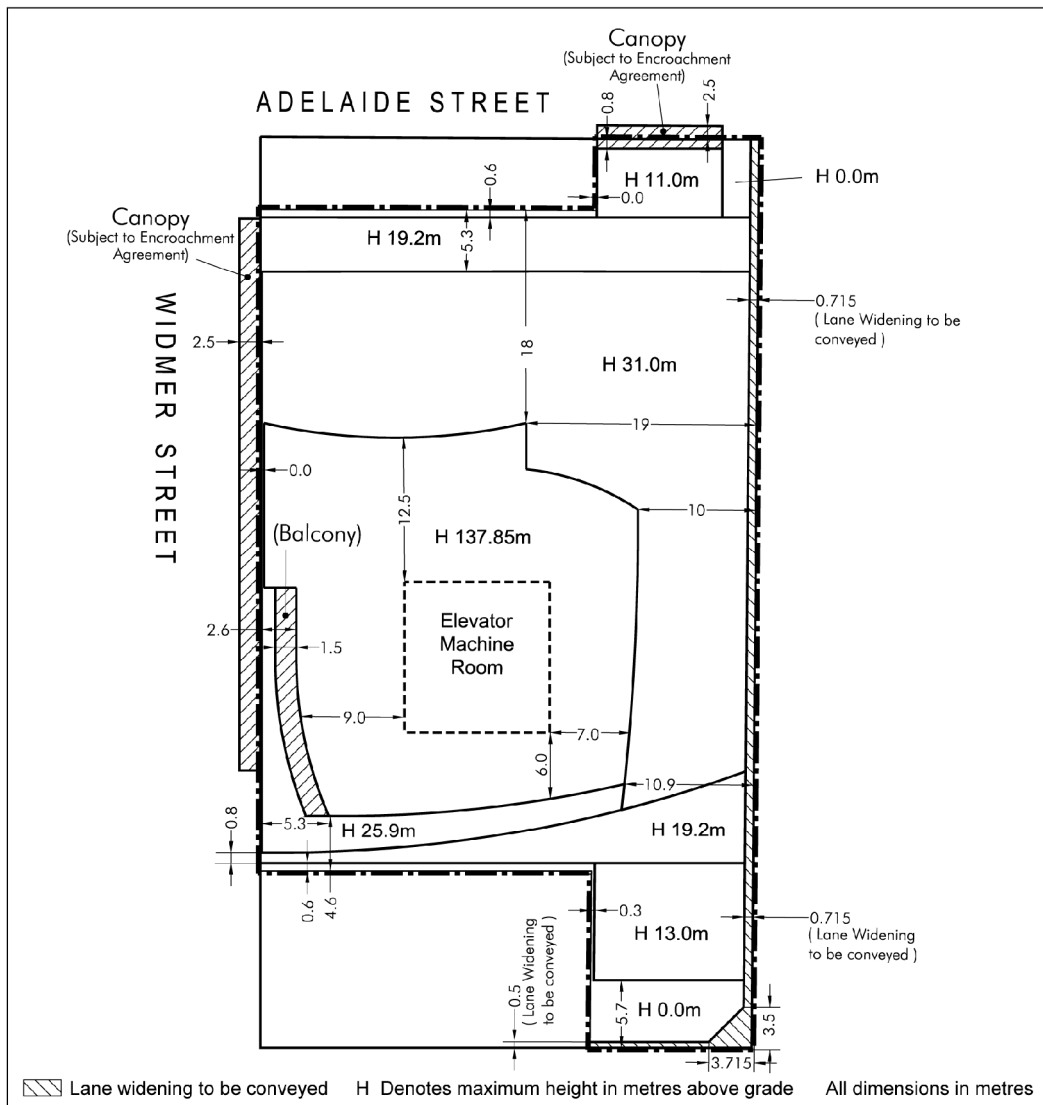 Canopy
(Subject to Encroachment
Agreement)
ADELAIDE STREET
0.8
2.5
H 11.0m
H 0.0m
0.6
0.0
Canopy
(Subject to Encroachment
Agreement)
H 19.2m
5.3
WIDMER STREET
0.715
( Lane Widening to be
conveyed )
2.5
18
H 31.0m
19
0.0
12.5
10
(Balcony)
H 137.85m
Elevator
Machine
Room
2.6
1.5
9.0
7.0
6.0
10.9
0.8
5.3
H 25.9m
H 19.2m
0.6
4.6
0.3
0.715
( Lane Widening
to be conveyed )
H 13.0m
0.5
( Lane Widening
to be conveyed )
5.7
H 0.0m
3.5
3.715
Lane widening to be conveyed H Denotes maximum height in metres above grade All dimensions in metres